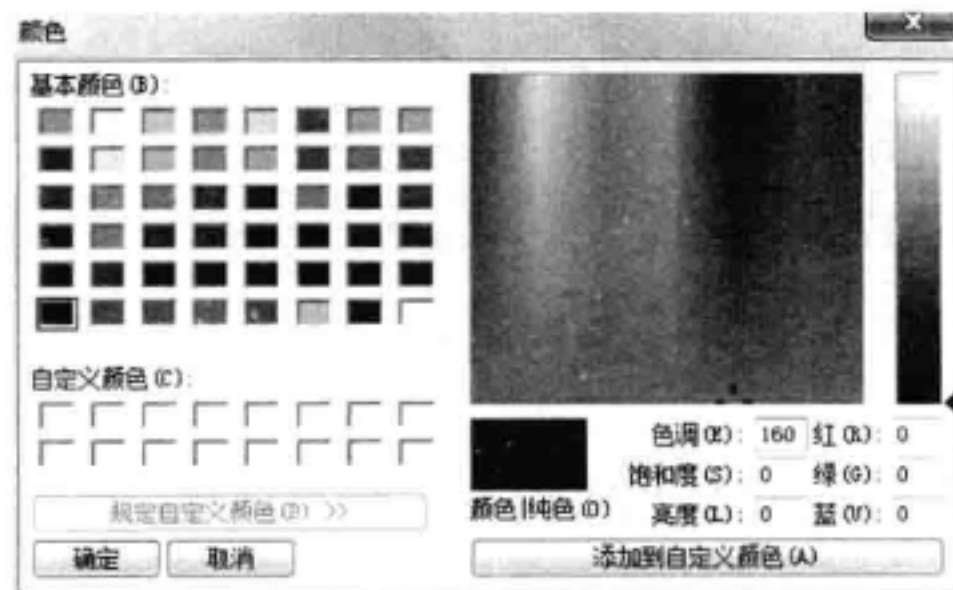 颜色
基本颜色(B):
自定义颜色(C):
规定自定义颜色(D) >>
确定 取消
颜色|纯色(O)
色调(E): 160 红(R): 0
饱和度(S): 0 绿(G): 0
亮度(L): 0 蓝(U): 0
添加到自定义颜色(A)